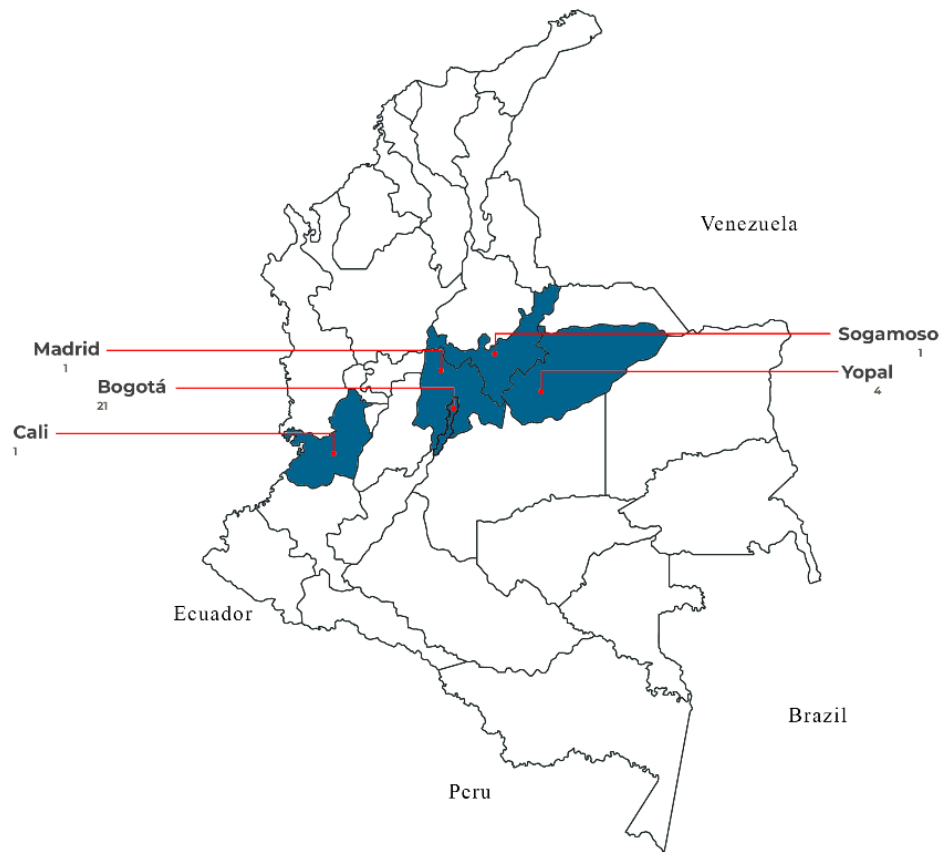 Venezuela
Sogamoso
1
Madrid
1
Yopal
4
Bogotá
21
Cali
1
Ecuador
Brazil
Peru